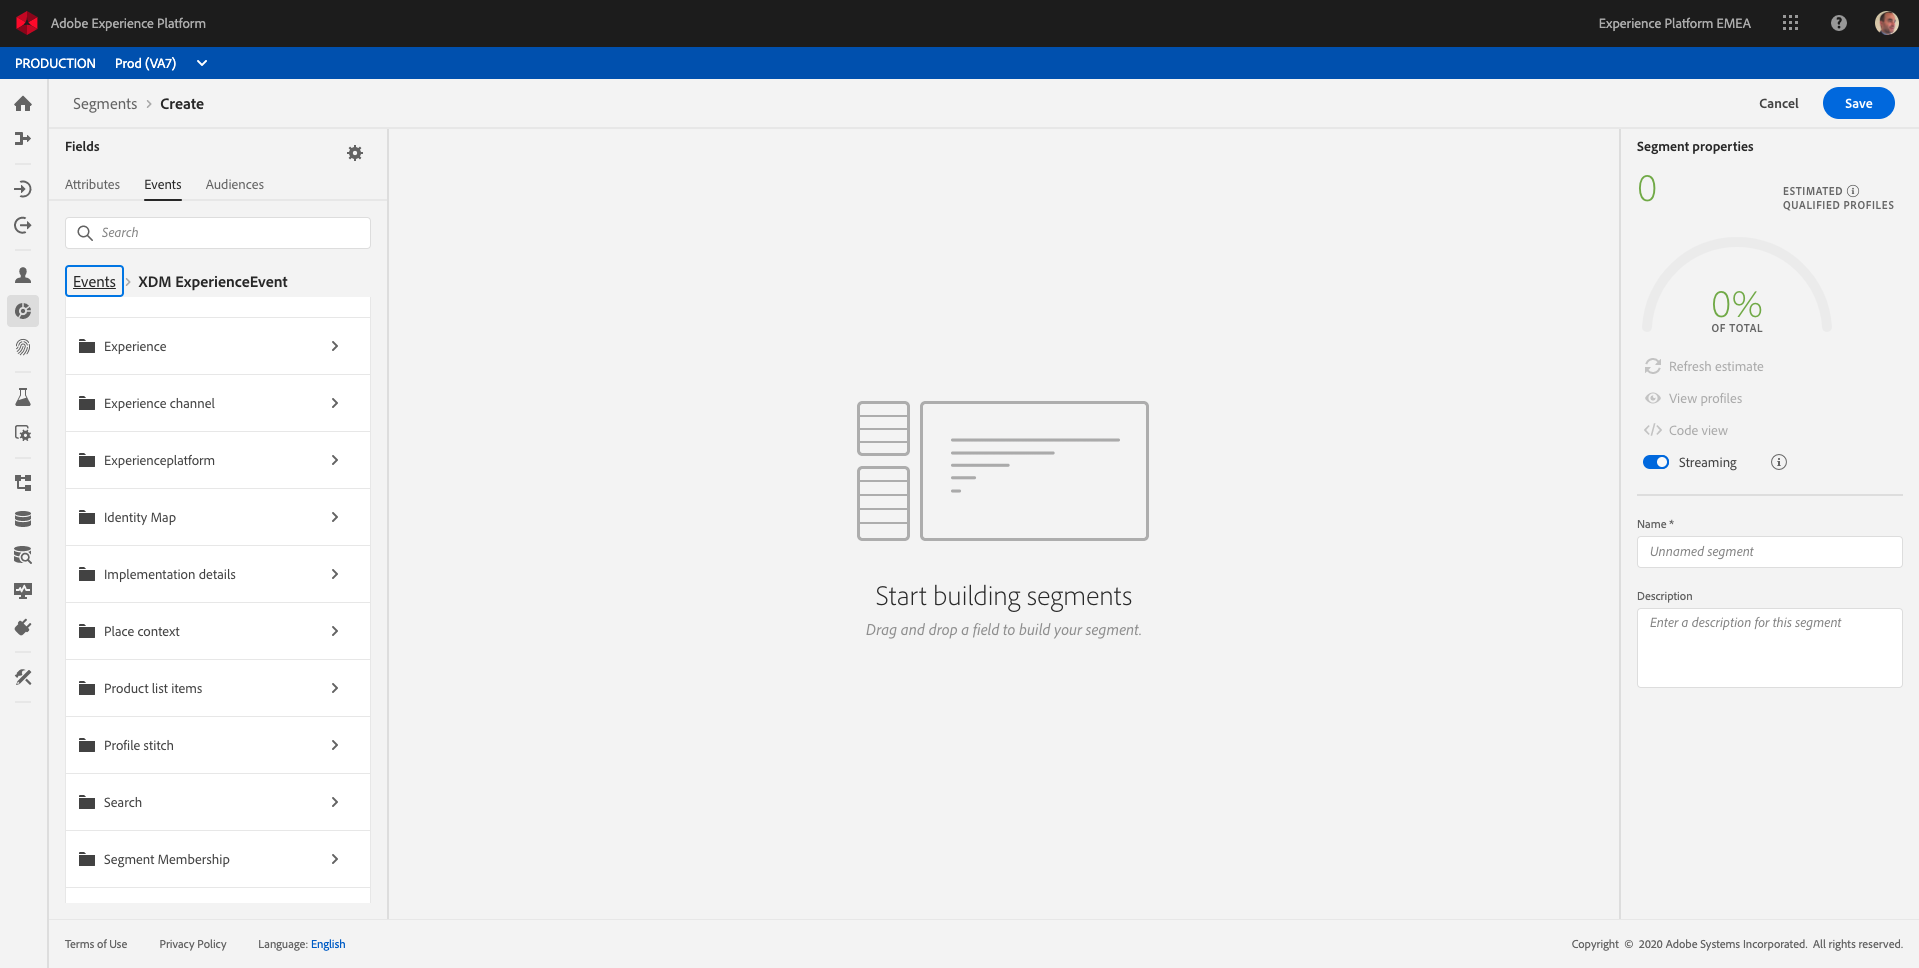 Adobe Experience Platform
Experience Platform EMEA
PRODUCTION Prod (VA7)
Segments > Create
Cancel
Save
Fields
Attributes
Events
Audiences
Search
Events > XDM ExperienceEvent
Experience
Experience channel
Experienceplatform
Identity Map
Implementation details
Place context
Product list items
Profile stitch
Search
Segment Membership
Start building segments
Drag and drop a field to build your segment.
Segment properties
0
ESTIMATED
QUALIFIED PROFILES
0%
OF TOTAL
Refresh estimate
View profiles
</> Code view
Streaming
Name *
Unnamed segment
Description
Enter a description for this segment
Terms of Use
Privacy Policy
Language: English
Copyright © 2020 Adobe Systems Incorporated. All rights reserved.